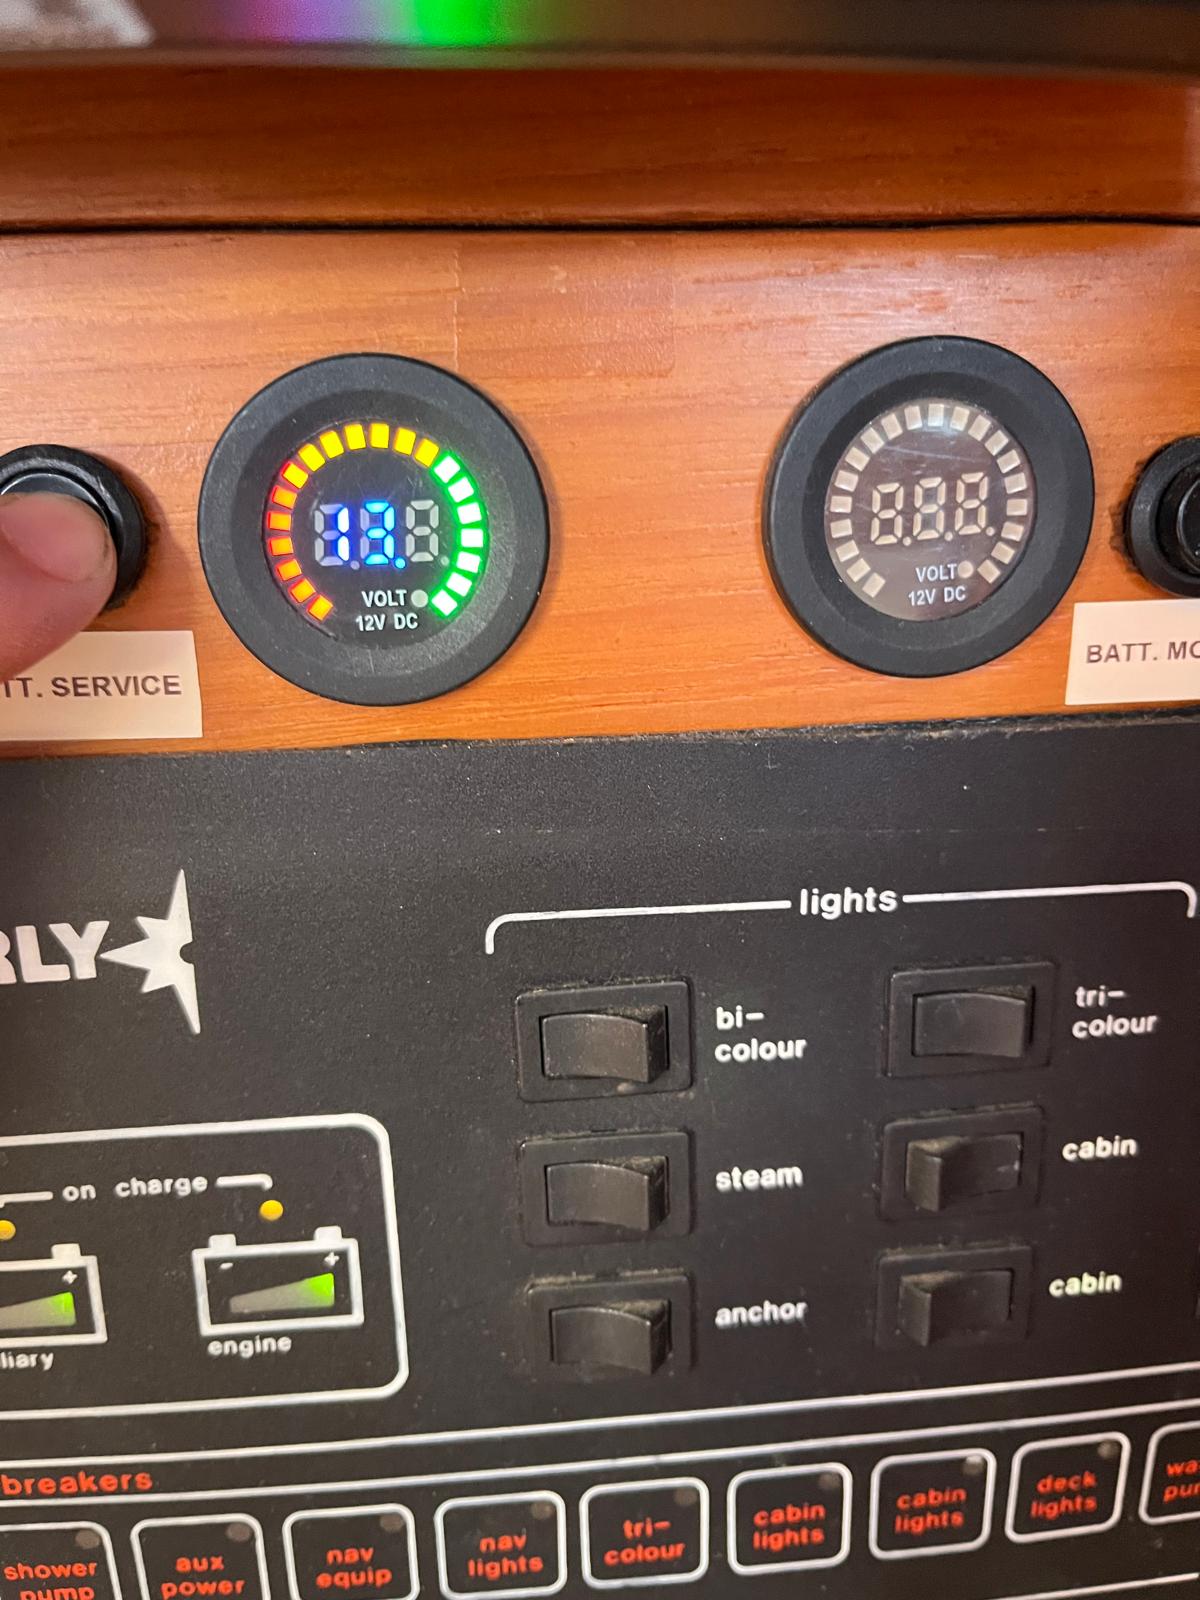 13.
VOLT
12V DC
8.8.8.
VOLT
12V DC
TT. SERVICE
BATT. MO
RLY
lights
bi-
colour
tri-
colour
steam
cabin
anchor
cabin
on charge
- +
+
liary
engine
breakers
shower
pump
aux
power
nav
equip
nav
lights
tri-
colour
cabin
lights
cabin
lights
deck
lights
wa
pu